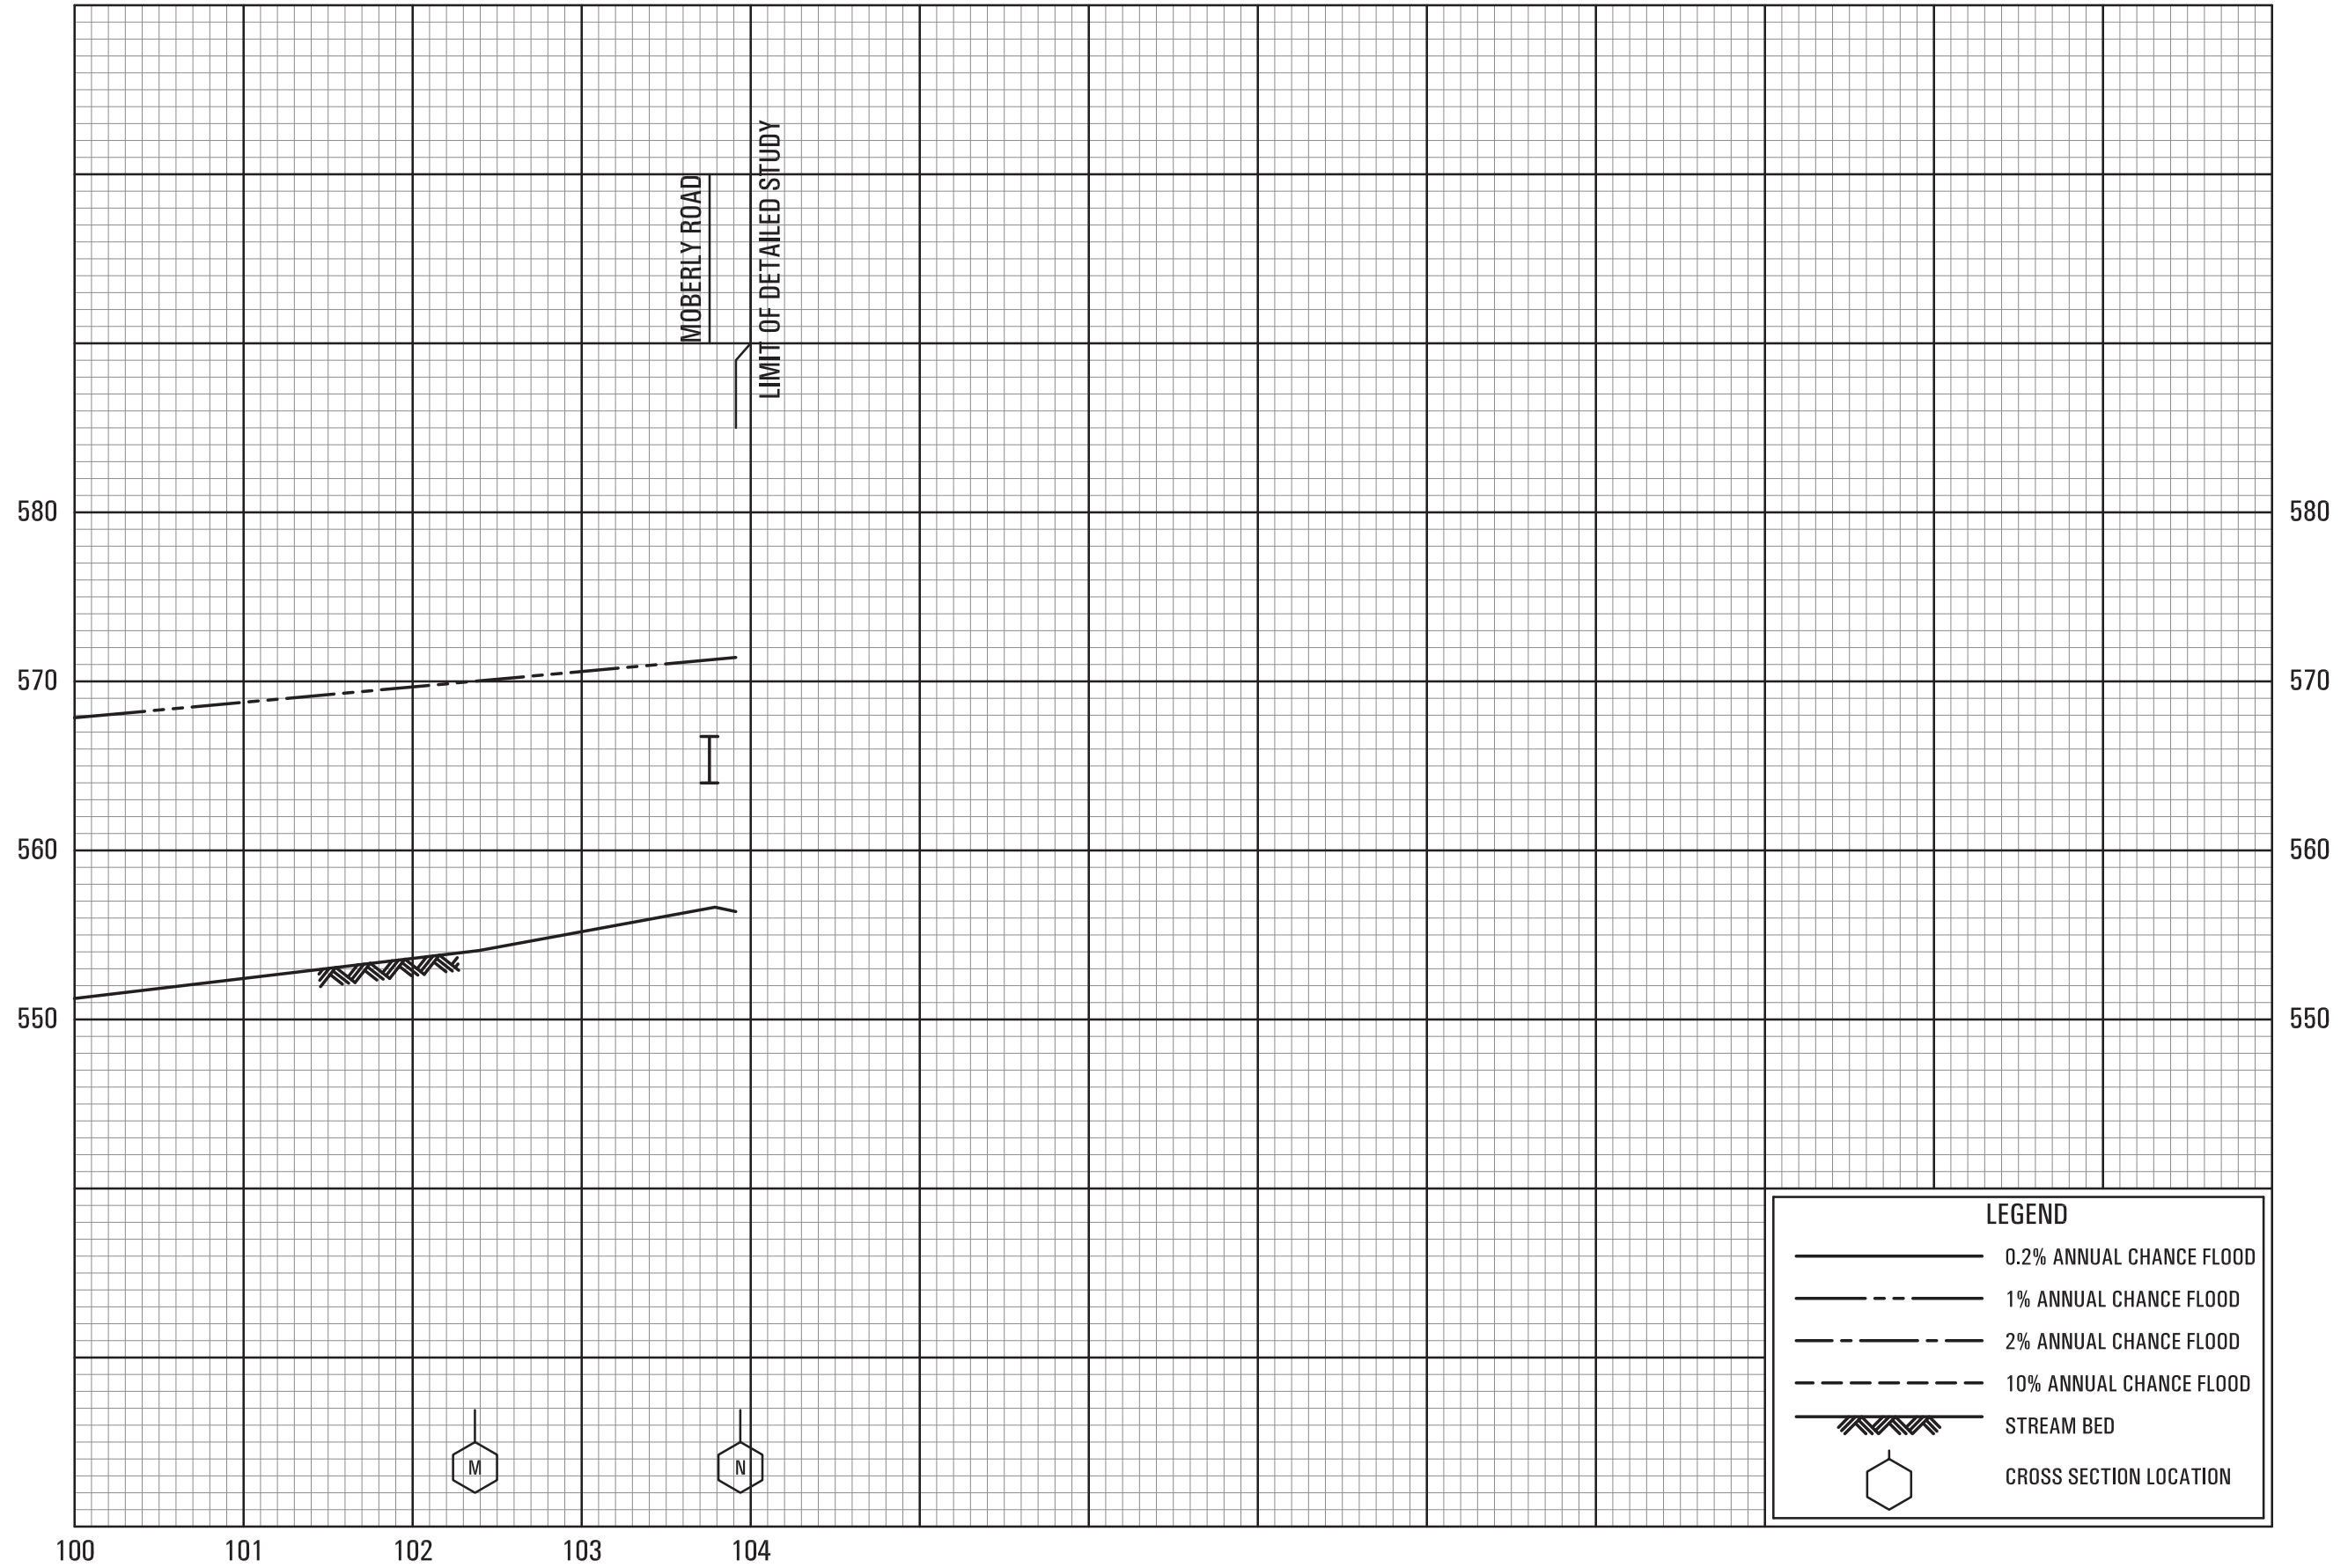 MOBERLY ROAD
LIMIT OF DETAILED STUDY
580
580
570
570
560
560
550
550
LEGEND
0.2% ANNUAL CHANCE FLOOD
1% ANNUAL CHANCE FLOOD
2% ANNUAL CHANCE FLOOD
10% ANNUAL CHANCE FLOOD
STREAM BED
CROSS SECTION LOCATION
M
N
100
101
102
103
104